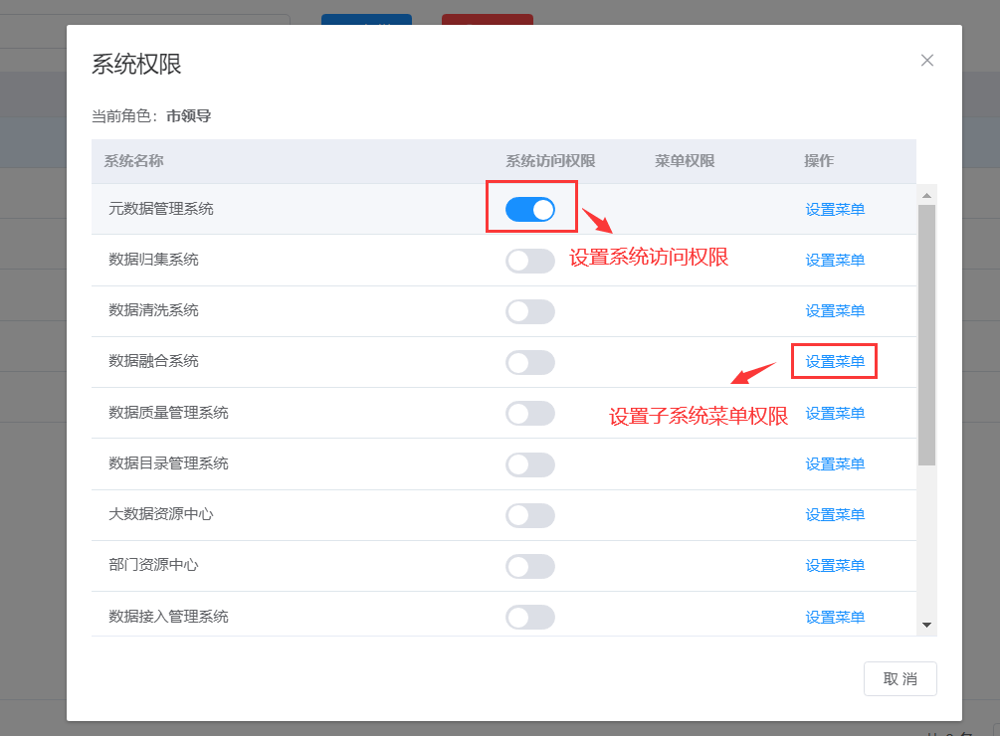 系统权限
当前角色：市领导
系统名称 系统访问权限 菜单权限 操作
元数据管理系统 设置菜单
设置系统访问权限
数据归集系统 设置菜单
数据清洗系统 设置菜单
数据融合系统 设置菜单
设置子系统菜单权限
数据质量管理系统 设置菜单
数据目录管理系统 设置菜单
大数据资源中心 设置菜单
部门资源中心 设置菜单
数据接入管理系统 设置菜单
取消